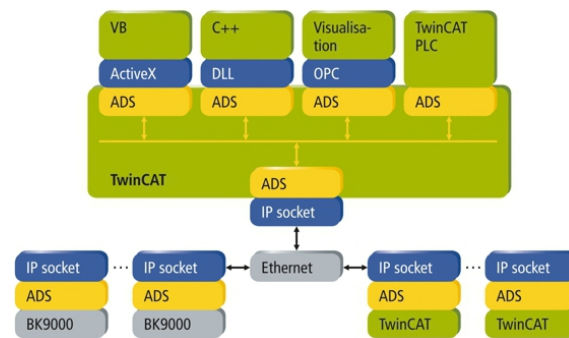 VB
C++
Visualisa-
tion
TwinCAT
PLC
ActiveX
DLL
OPC
ADS
ADS
ADS
ADS
TwinCAT
ADS
IP socket
Ethernet
IP socket
IP socket
IP socket
IP socket
ADS
ADS
ADS
ADS
BK9000
BK9000
TwinCAT
TwinCAT